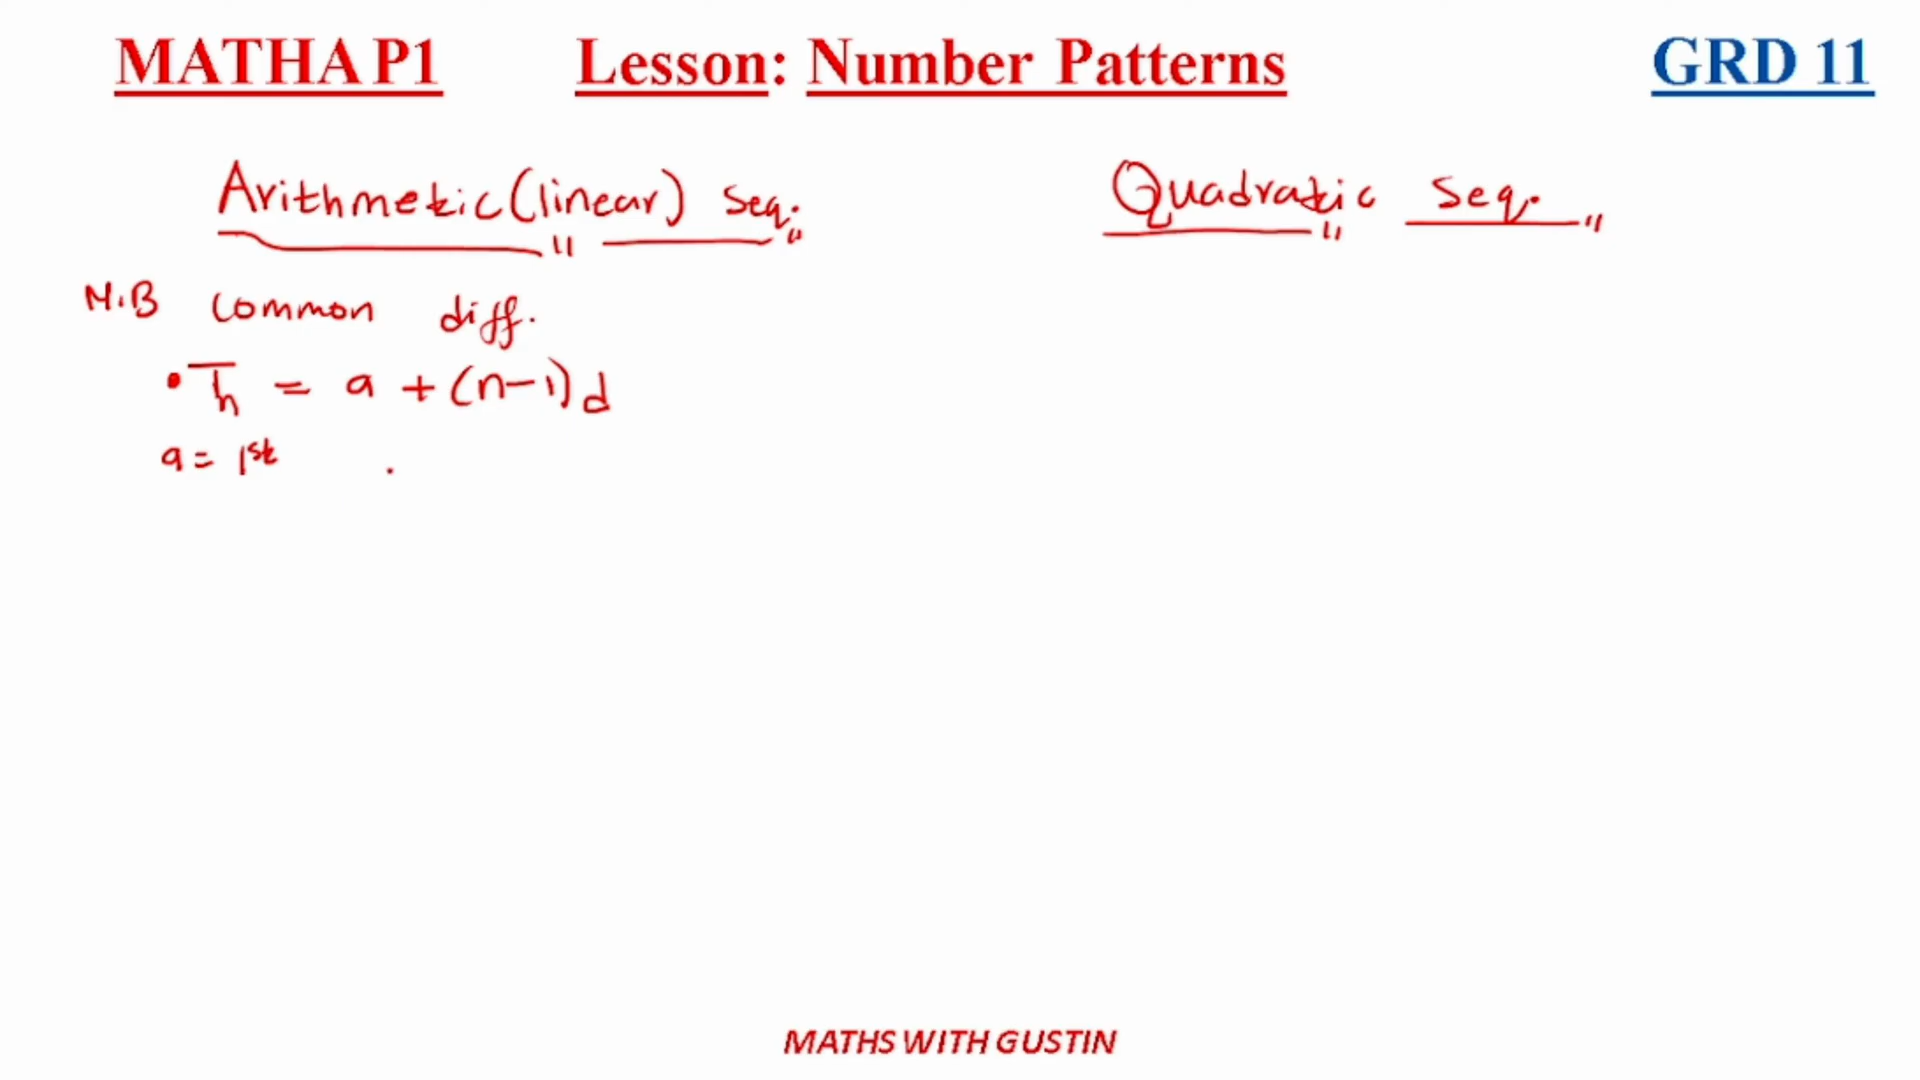 MATHA P1 Lesson: Number Patterns GRD 11
Arithmetic(linear) Seq. Quadratic Seq.
N.B common diff.
• Tn = a + (n-1)d
a = 1st
MATHS WITH GUSTIN